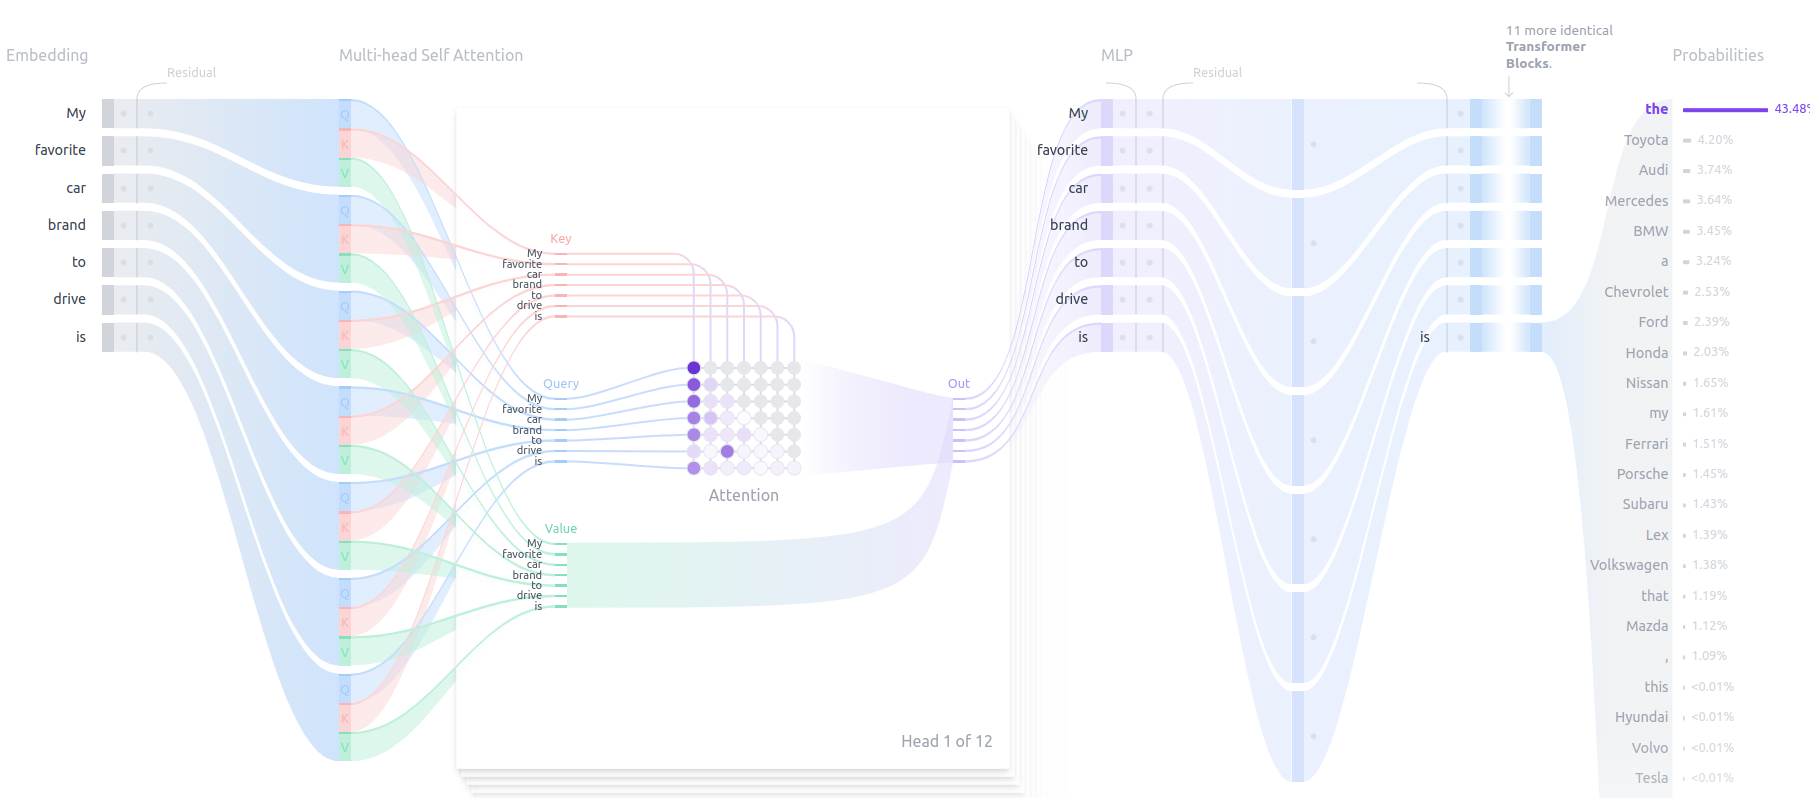 Embedding
Residual
My
favorite
car
brand
to
drive
is
Multi-head Self Attention
Q
K
V
Q
K
V
Q
K
V
Q
K
V
Q
K
V
Q
K
V
Q
K
V
Key
My
favorite
car
brand
to
drive
is
Query
My
favorite
car
brand
to
drive
is
Attention
Value
My
favorite
car
brand
to
drive
is
Out
Head 1 of 12
MLP
Residual
My
favorite
car
brand
to
drive
is
is
11 more identical
Transformer
Blocks.
Probabilities
the 43.48%
Toyota 4.20%
Audi 3.74%
Mercedes 3.64%
BMW 3.45%
a 3.24%
Chevrolet 2.53%
Ford 2.39%
Honda 2.03%
Nissan 1.65%
my 1.61%
Ferrari 1.51%
Porsche 1.45%
Subaru 1.43%
Lex 1.39%
Volkswagen 1.38%
that 1.19%
Mazda 1.12%
, 1.09%
this <0.01%
Hyundai <0.01%
Volvo <0.01%
Tesla <0.01%